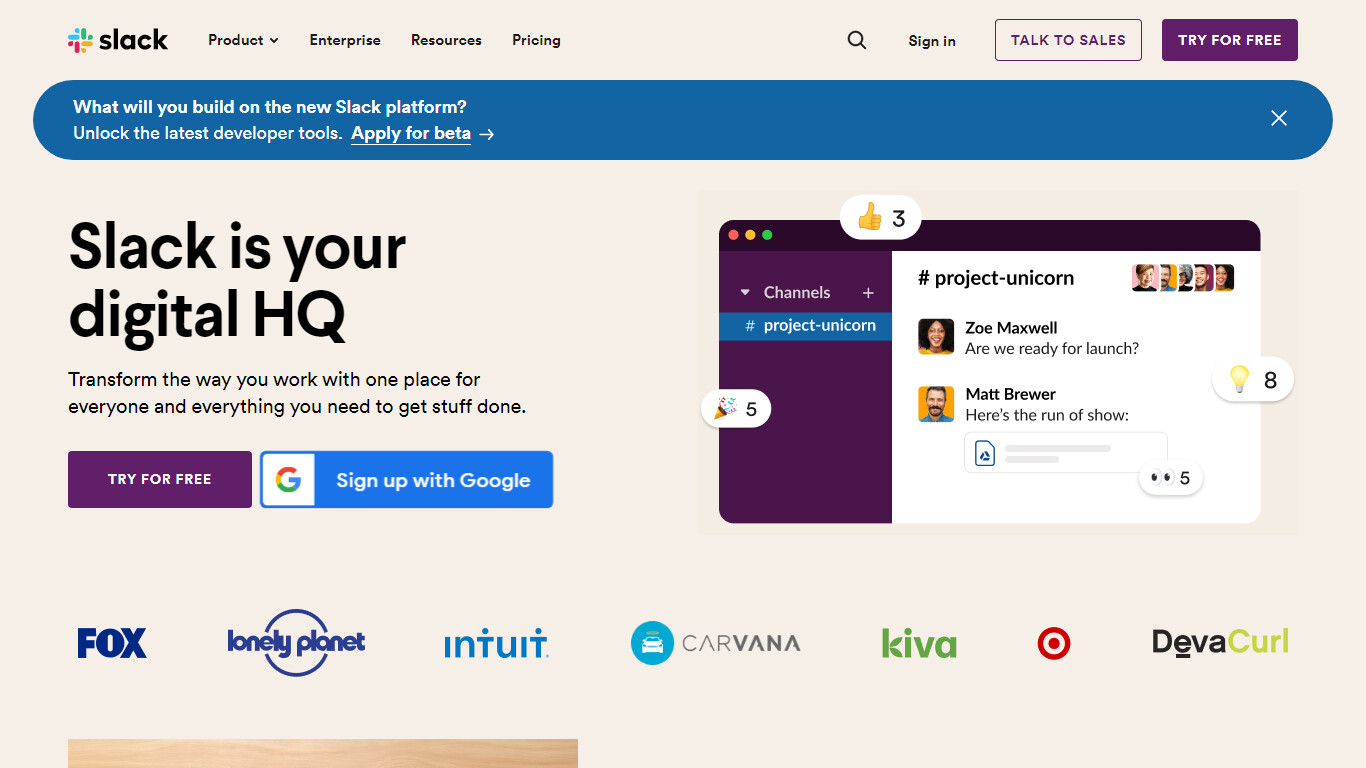 slack
Product
Enterprise
Resources
Pricing
Sign in
TALK TO SALES
TRY FOR FREE
What will you build on the new Slack platform?
Unlock the latest developer tools. Apply for beta →
Slack is your
digital HQ
Transform the way you work with one place for
everyone and everything you need to get stuff done.
TRY FOR FREE
G Sign up with Google
3
Channels +
# project-unicorn
# project-unicorn
Zoe Maxwell
Are we ready for launch?
Matt Brewer
Here's the run of show:
5
8
5
FOX
lonely planet
intuit
CARVANA
kiva
DevaCurl